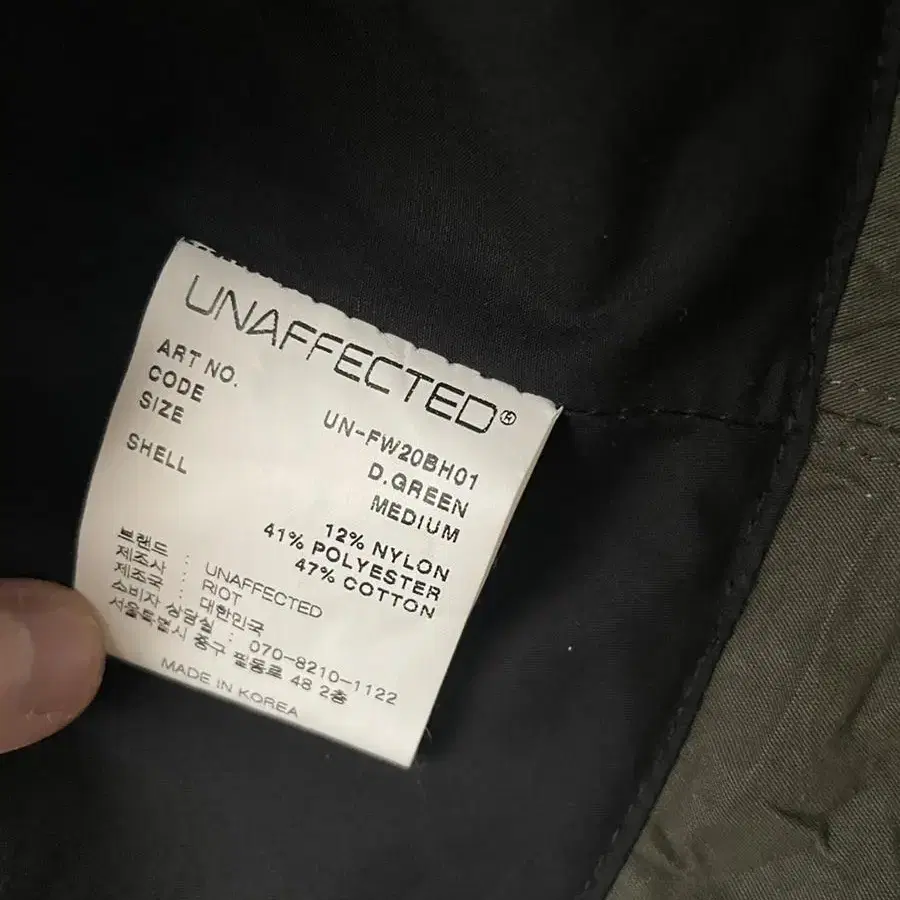 UNAFFECTED®
ART NO. UN-FW20BH01
CODE D.GREEN
SIZE MEDIUM
SHELL 12% NYLON
41% POLYESTER
47% COTTON
브랜드 : UNAFFECTED
제조사 : RIOT
제조국 : 대한민국
소비자 상담실 : 070-8210-1122
서울특별시 중구 필동로 48 2층
MADE IN KOREA